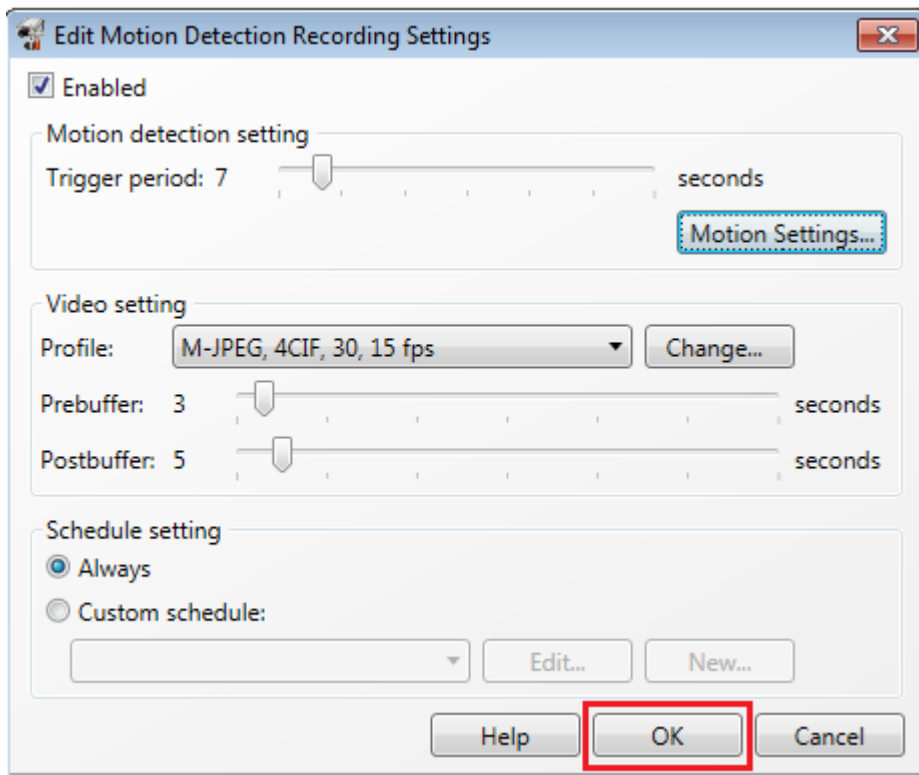 Edit Motion Detection Recording Settings
Enabled
Motion detection setting
Trigger period: 7 seconds
Motion Settings...
Video setting
Profile: M-JPEG, 4CIF, 30, 15 fps Change...
Prebuffer: 3 seconds
Postbuffer: 5 seconds
Schedule setting
Always
Custom schedule:
Edit... New...
Help OK Cancel